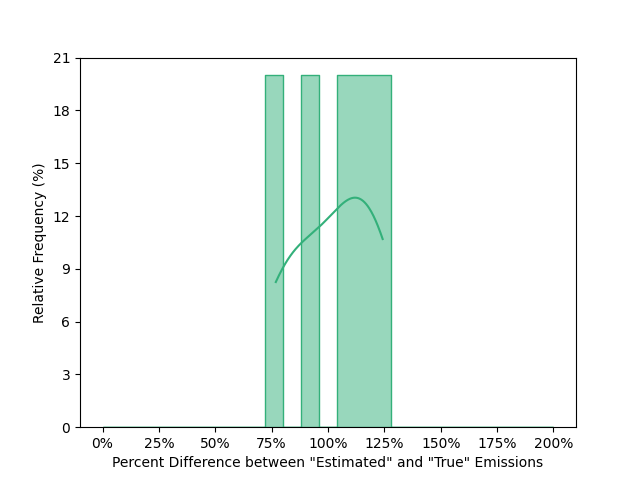 21
18
15
12
9
6
3
0
Relative Frequency (%)
0% 25% 50% 75% 100% 125% 150% 175% 200%
Percent Difference between "Estimated" and "True" Emissions